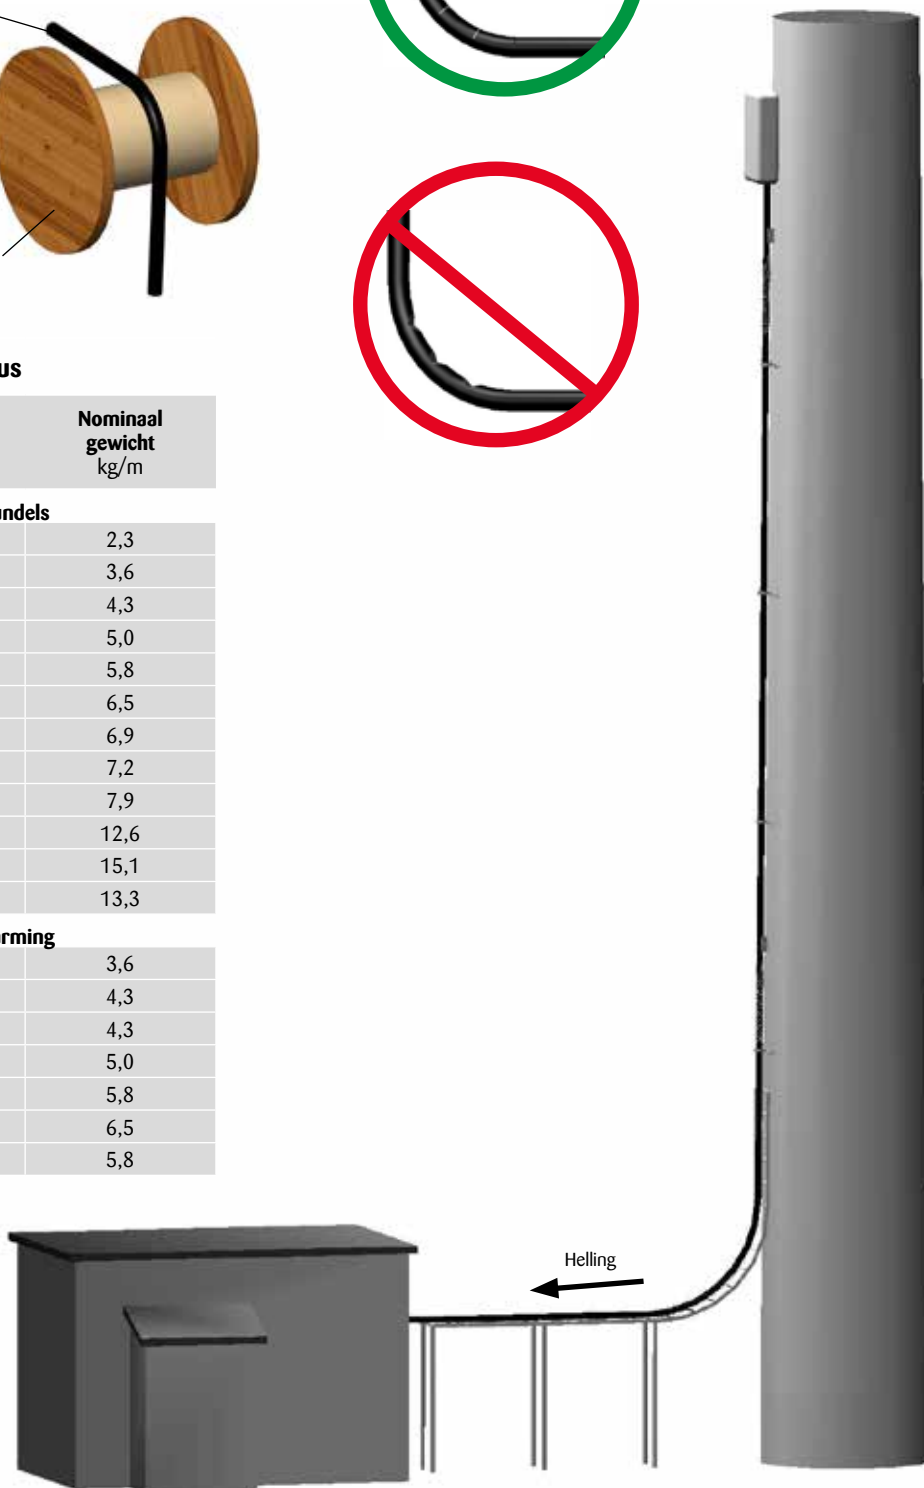 us
Nominaal
gewicht
kg/m
undels
2,3
3,6
4,3
5,0
5,8
6,5
6,9
7,2
7,9
12,6
15,1
13,3
arming
3,6
4,3
4,3
5,0
5,8
6,5
5,8
Helling